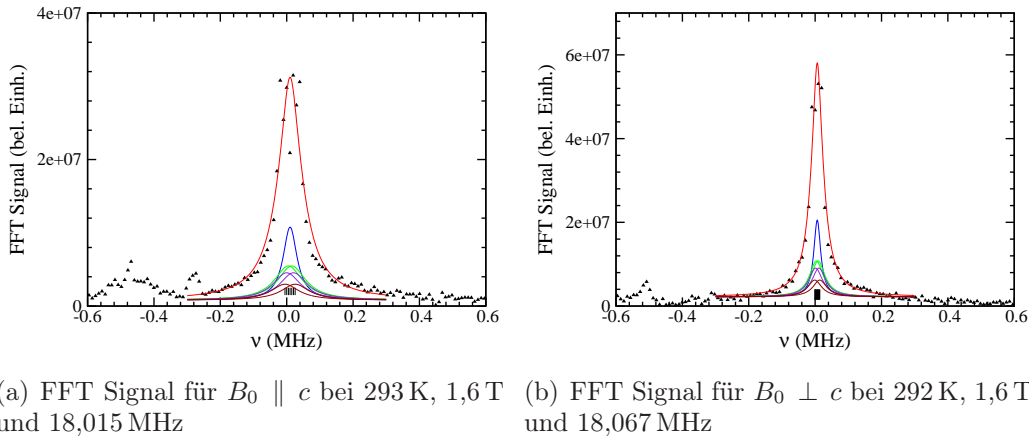 4e+07
2e+07
0
FFT Signal (bel. Einh.)
-0.6 -0.4 -0.2 0.0 0.2 0.4 0.6
ν (MHz)
6e+07
4e+07
2e+07
0
FFT Signal (bel. Einh.)
-0.6 -0.4 -0.2 0.0 0.2 0.4 0.6
ν (MHz)
(a) FFT Signal für B₀ ∥ c bei 293 K, 1,6 T
und 18,015 MHz
(b) FFT Signal für B₀ ⊥ c bei 292 K, 1,6 T
und 18,067 MHz